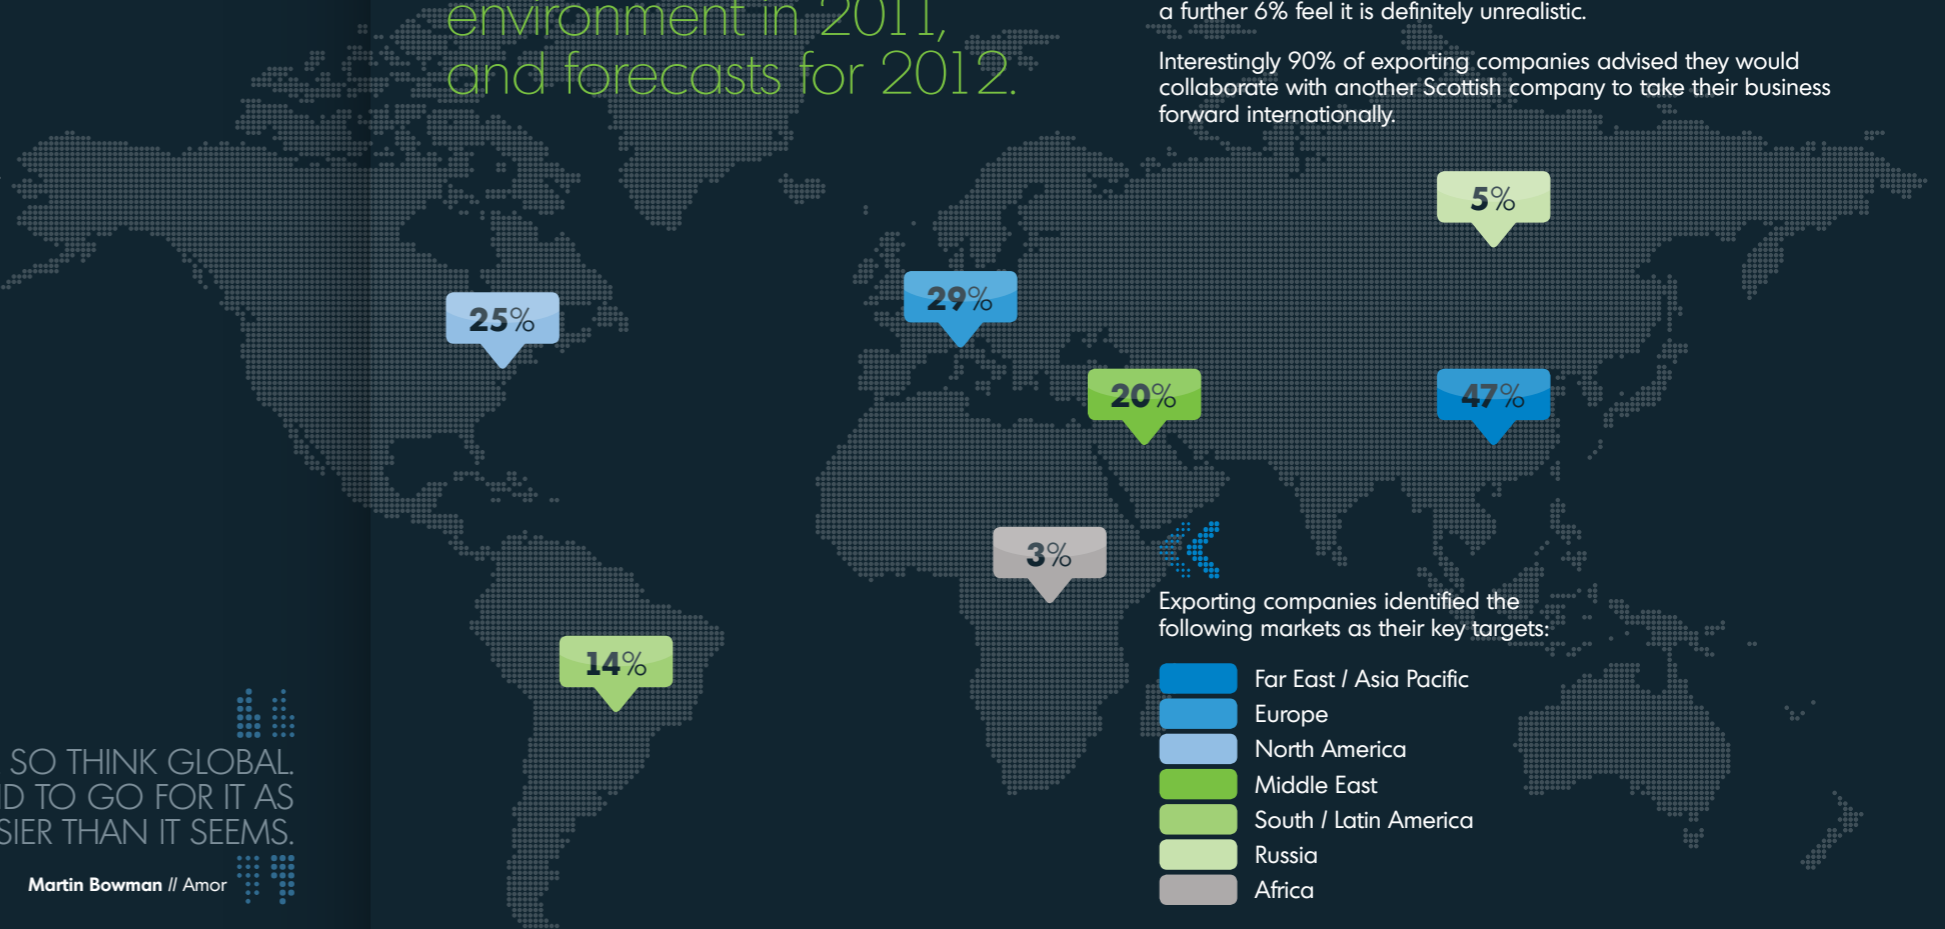 environment in 2011,
and forecasts for 2012.
a further 6% feel it is definitely unrealistic.
Interestingly 90% of exporting companies advised they would
collaborate with another Scottish company to take their business
forward internationally.
5%
29%
25%
20%
47%
3%
14%
Exporting companies identified the
following markets as their key targets:
Far East / Asia Pacific
Europe
North America
Middle East
South / Latin America
Russia
Africa
SO THINK GLOBAL.
TO GO FOR IT AS
THAN IT SEEMS.
Martin Bowman // Amor